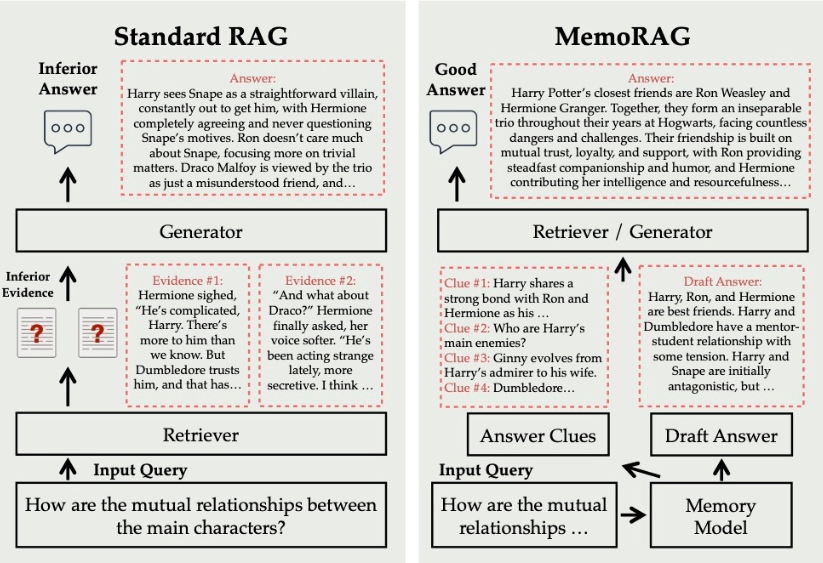 Standard RAG
Inferior
Answer
Answer:
Harry sees Snape as a straightforward villain,
constantly out to get him, with Hermione
completely agreeing and never questioning
Snape's motives. Ron doesn't care much
about Snape, focusing more on trivial
matters. Draco Malfoy is viewed by the trio
as just a misunderstood friend, and…
Generator
Inferior
Evidence
?
?
Evidence #1:
Hermione sighed,
“He's complicated,
Harry. There's
more to him than
we know. But
Dumbledore trusts
him, and that has…
Evidence #2:
“And what about
Draco?” Hermione
finally asked, her
voice softer. “He's
been acting strange
lately, more
secretive. I think …
Retriever
Input Query
How are the mutual relationships between
the main characters?
MemoRAG
Good
Answer
Answer:
Harry Potter's closest friends are Ron Weasley and
Hermione Granger. Together, they form an inseparable
trio throughout their years at Hogwarts, facing countless
dangers and challenges. Their friendship is built on
mutual trust, loyalty, and support, with Ron providing
steadfast companionship and humor, and Hermione
contributing her intelligence and resourcefulness…
Retriever / Generator
Clue #1: Harry shares a
strong bond with Ron and
Hermione as his …
Clue #2: Who are Harry's
main enemies?
Clue #3: Ginny evolves from
Harry's admirer to his wife.
Clue #4: Dumbledore…
Draft Answer:
Harry, Ron, and Hermione
are best friends. Harry and
Dumbledore have a mentor-
student relationship with
some tension. Harry and
Snape are initially
antagonistic, but …
Answer Clues
Draft Answer
Input Query
How are the mutual
relationships …
Memory
Model